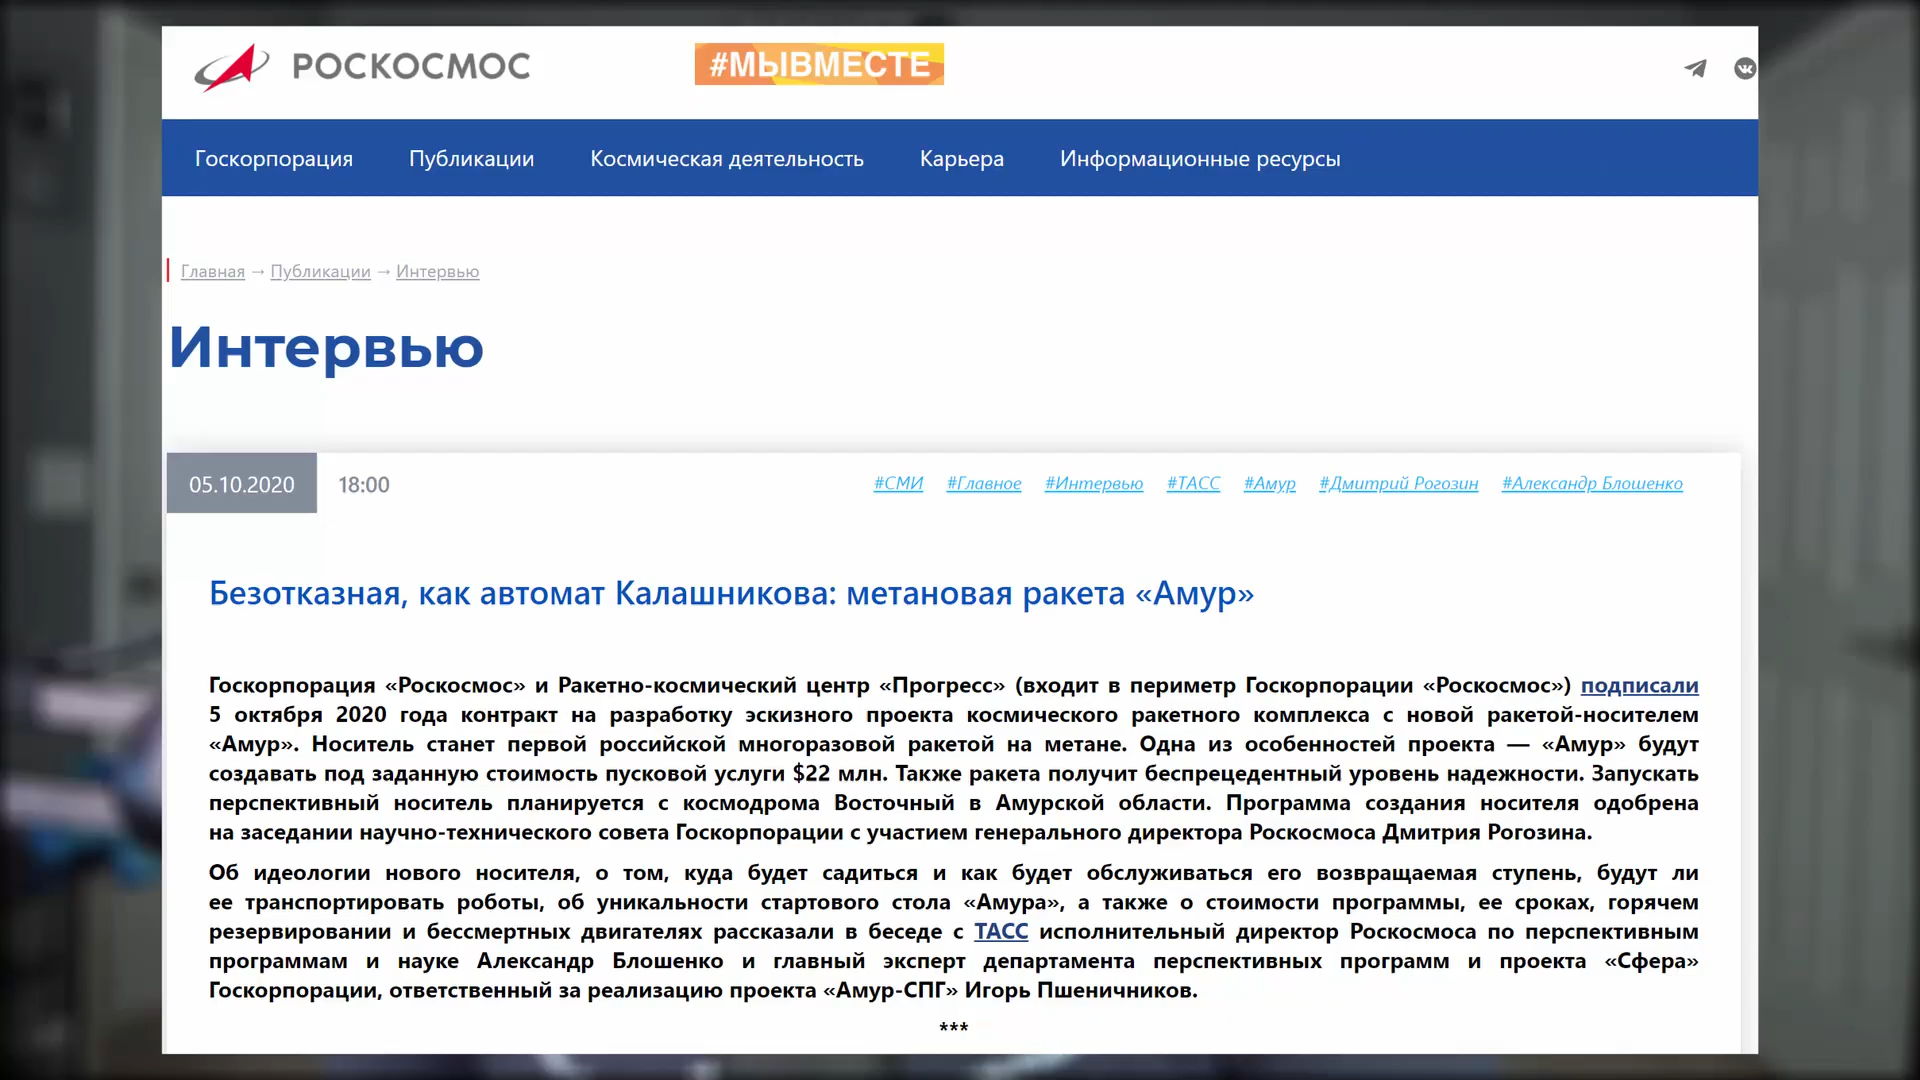 РОСКОСМОС
#МЫВМЕСТЕ
Госкорпорация Публикации Космическая деятельность Карьера Информационные ресурсы
Главная → Публикации → Интервью
Интервью
05.10.2020 18:00 #СМИ #Главное #Интервью #ТАСС #Амур #Дмитрий Рогозин #Александр Блошенко
Безотказная, как автомат Калашникова: метановая ракета «Амур»
Госкорпорация «Роскосмос» и Ракетно-космический центр «Прогресс» (входит в периметр Госкорпорации «Роскосмос») подписали
5 октября 2020 года контракт на разработку эскизного проекта космического ракетного комплекса с новой ракетой-носителем
«Амур». Носитель станет первой российской многоразовой ракетой на метане. Одна из особенностей проекта — «Амур» будут
создавать под заданную стоимость пусковой услуги $22 млн. Также ракета получит беспрецедентный уровень надежности. Запускать
перспективный носитель планируется с космодрома Восточный в Амурской области. Программа создания носителя одобрена
на заседании научно-технического совета Госкорпорации с участием генерального директора Роскосмоса Дмитрия Рогозина.
Об идеологии нового носителя, о том, куда будет садиться и как будет обслуживаться его возвращаемая ступень, будут ли
ее транспортировать роботы, об уникальности стартового стола «Амура», а также о стоимости программы, ее сроках, горячем
резервировании и бессмертных двигателях рассказали в беседе с ТАСС исполнительный директор Роскосмоса по перспективным
программам и науке Александр Блошенко и главный эксперт департамента перспективных программ и проекта «Сфера»
Госкорпорации, ответственный за реализацию проекта «Амур-СПГ» Игорь Пшеничников.
***